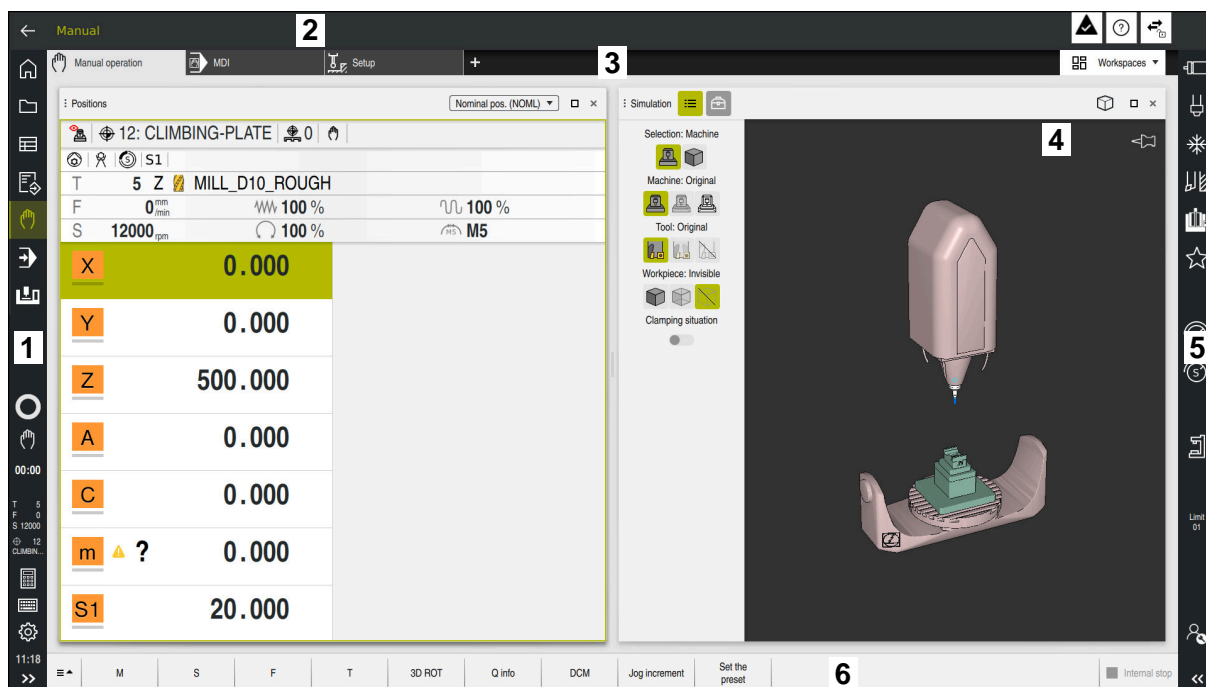 Manual
2
Manual operation
MDI
Setup
+
3
Workspaces
Positions
Nominal pos. (NOML)
12: CLIMBING-PLATE
0
S
S1
T 5 Z MILL_D10_ROUGH
F 0 mm/min 100 % 100 %
S 12000 rpm 100 % MS M5
X 0.000
Y 0.000
Z 500.000
A 0.000
C 0.000
m ? 0.000
S1 20.000
Simulation
Selection: Machine
Machine: Original
Tool: Original
Workpiece: Invisible
Clamping situation
4
1
00:00
T 5
F 0
S 12000
12
CLIMBIN...
11:18
5
S
Limit
01
M
S
F
T
3D ROT
Q info
DCM
Jog increment
Set the
preset
6
Internal stop